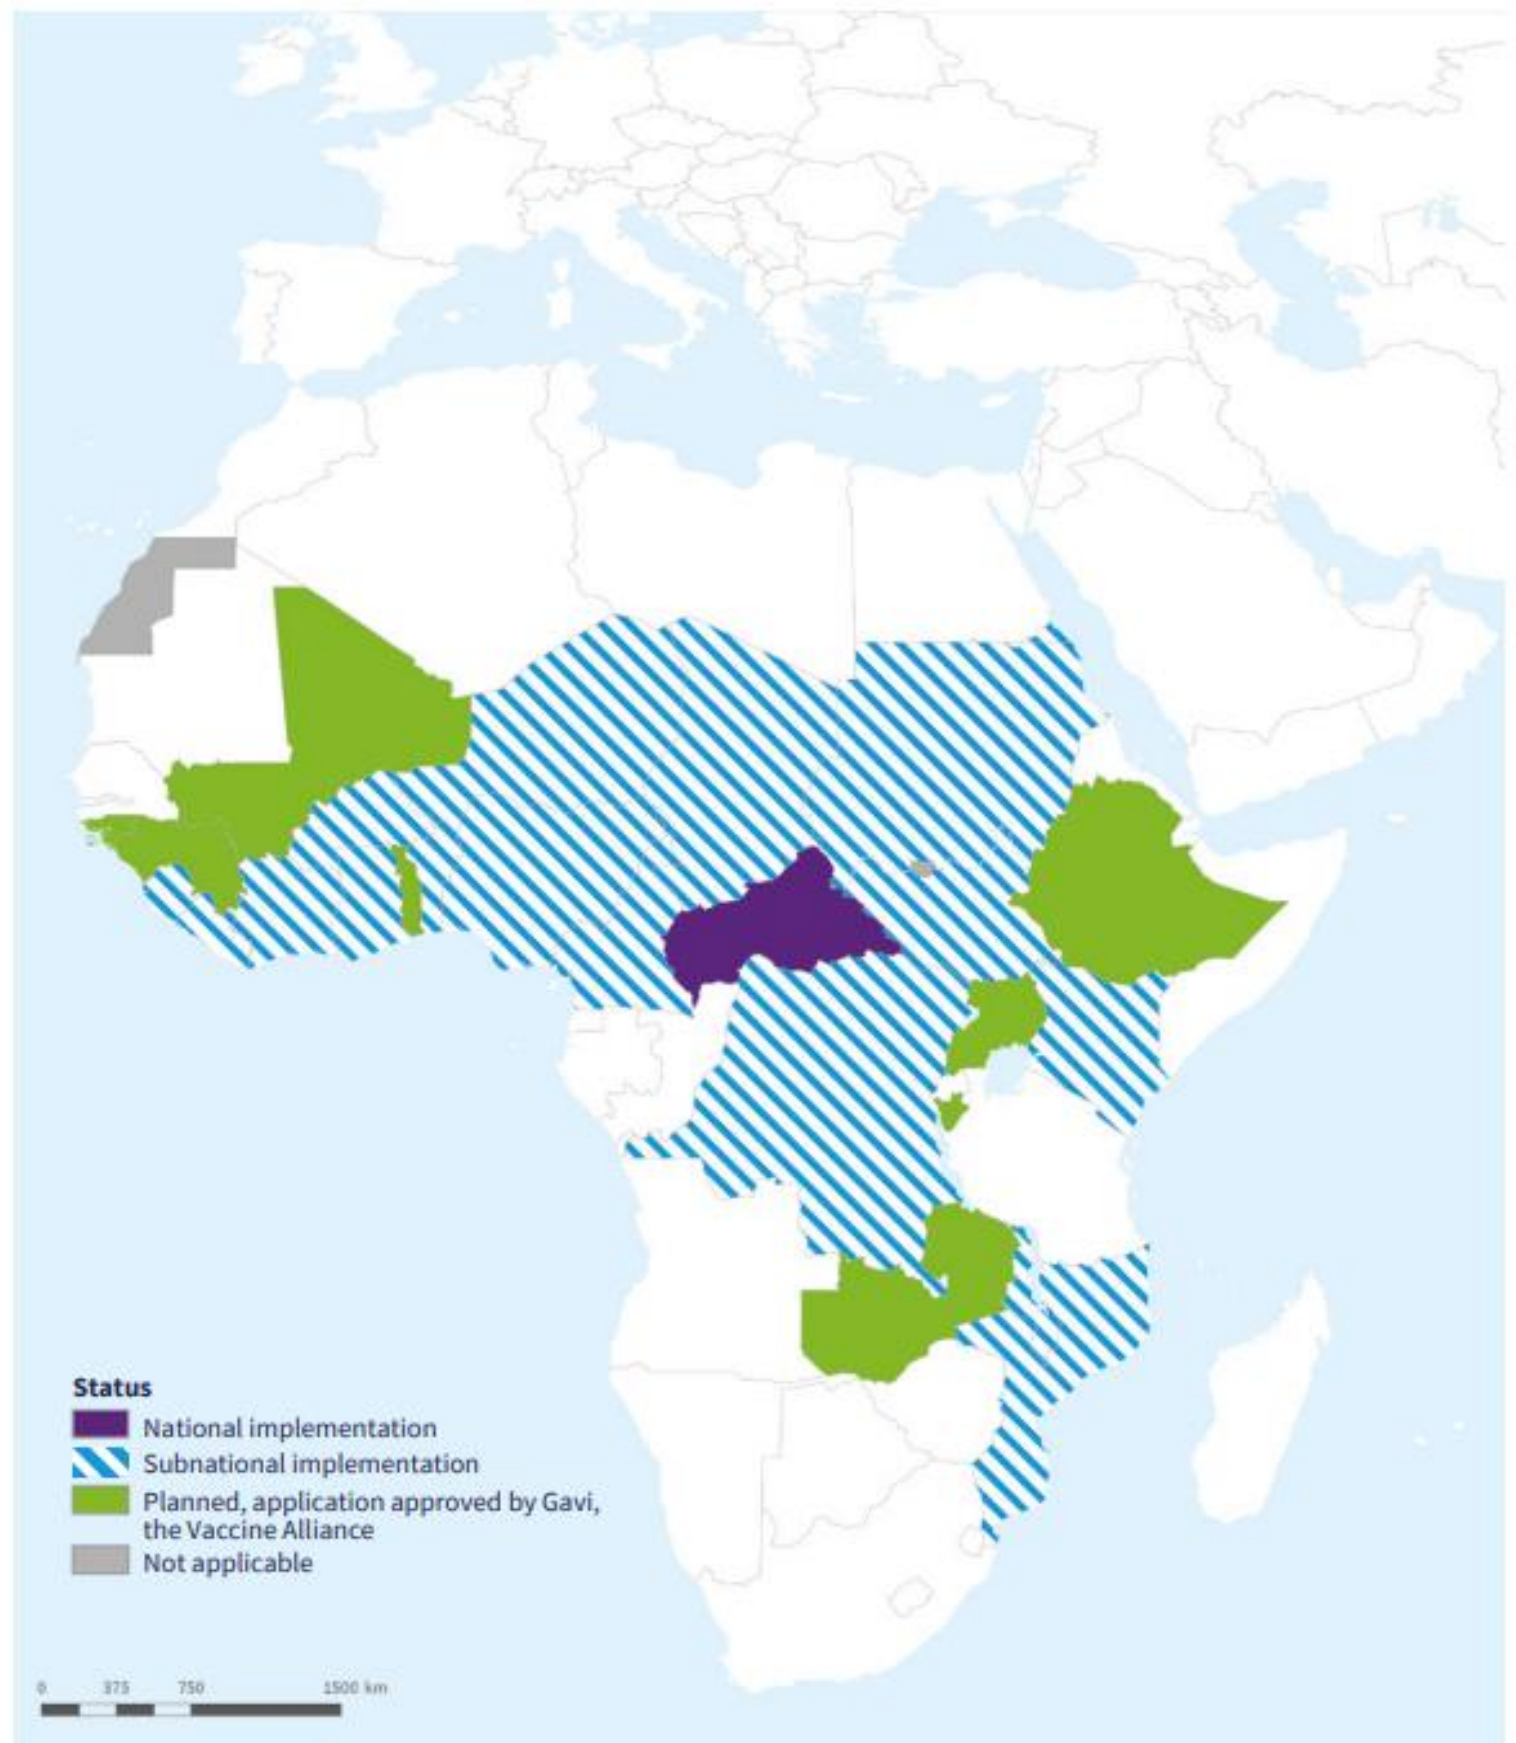 Status
National implementation
Subnational implementation
Planned, application approved by Gavi,
the Vaccine Alliance
Not applicable
0 375 750 1500 km